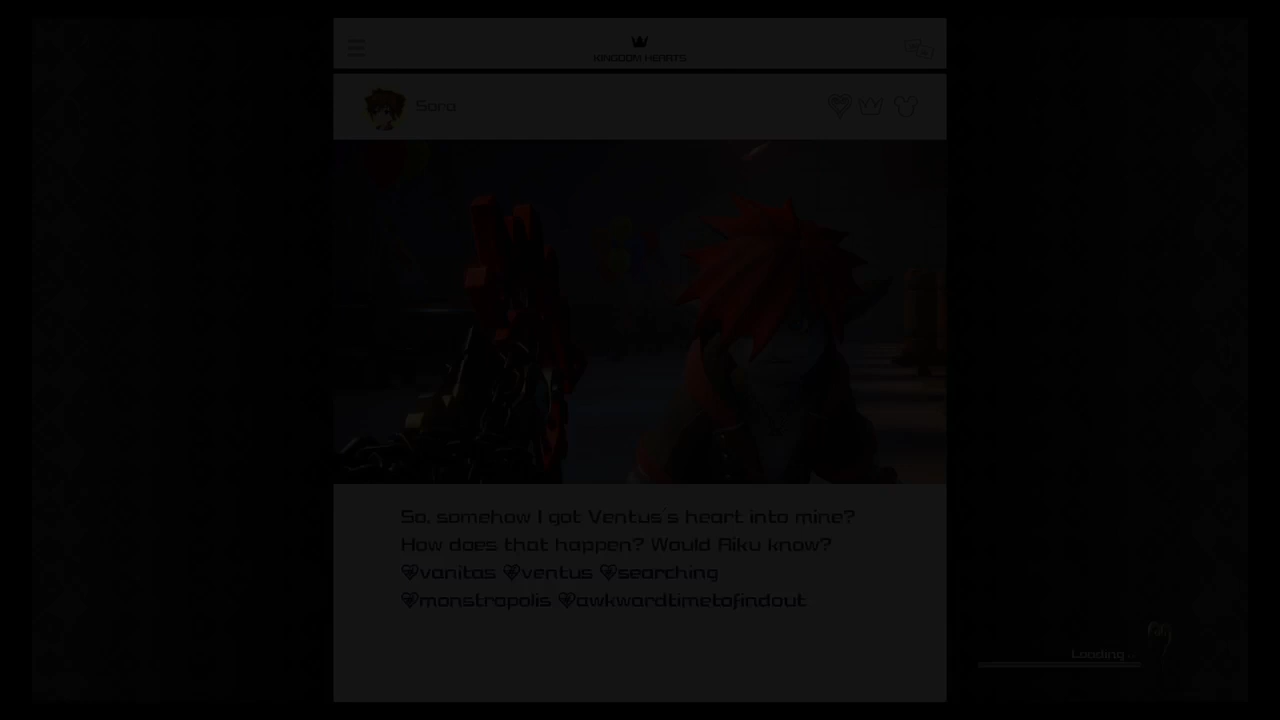 KINGDOM HEARTS
Sora
So, somehow I got Ventus's heart into mine?
How does that happen? Would Riku know?
vanitas ventus searching
monstropolis awkwardtimetofindout
Loading...